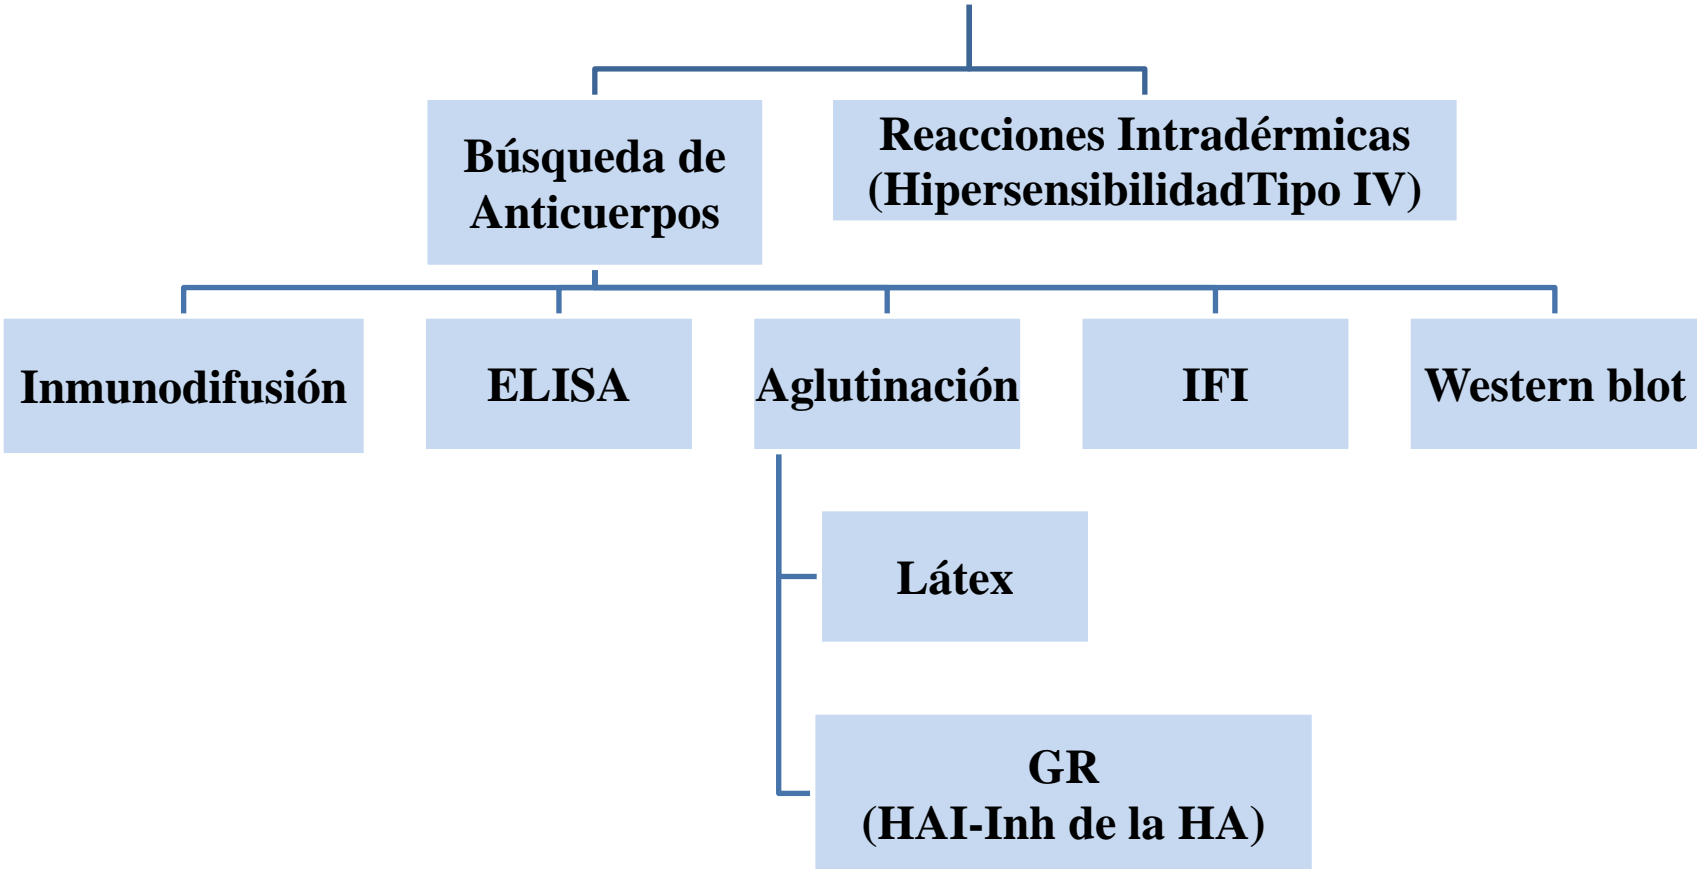 Búsqueda de
Anticuerpos
Reacciones Intradérmicas
(HipersensibilidadTipo IV)
Inmunodifusión
ELISA
Aglutinación
IFI
Western blot
Látex
GR
(HAI-Inh de la HA)